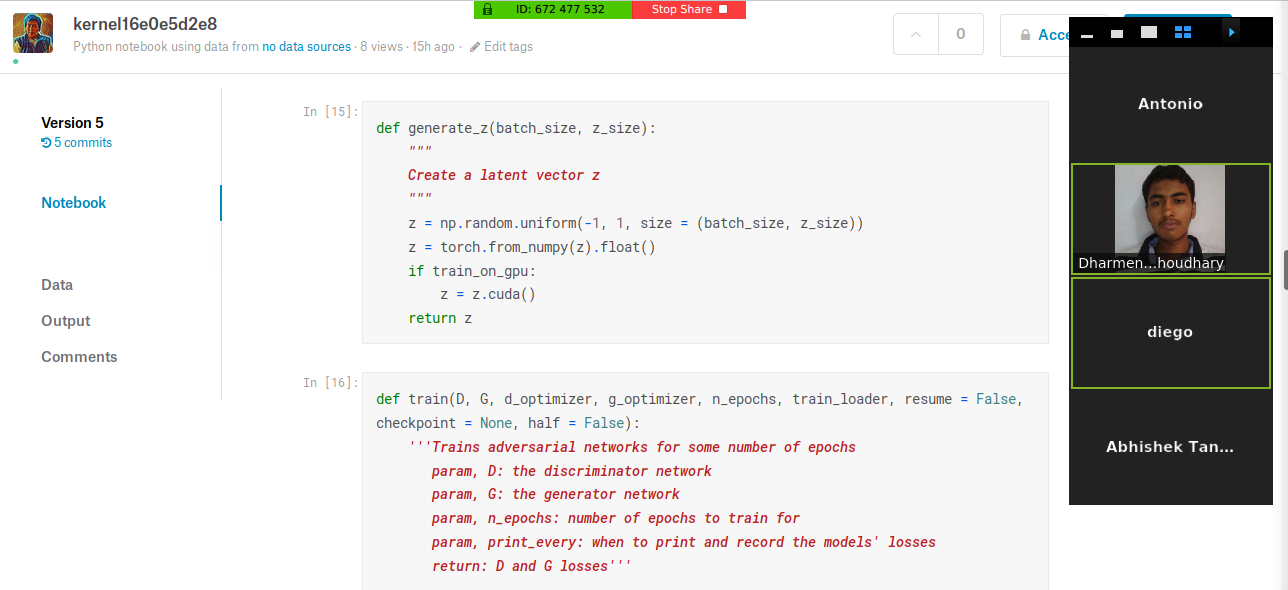 ID: 672 477 532 Stop Share
kernel16e0e5d2e8
Python notebook using data from no data sources · 8 views · 15h ago · Edit tags
0
Acce
Version 5
5 commits
Notebook
Data
Output
Comments
In [15]:
def generate_z(batch_size, z_size):
"""
Create a latent vector z
"""
z = np.random.uniform(-1, 1, size = (batch_size, z_size))
z = torch.from_numpy(z).float()
if train_on_gpu:
z = z.cuda()
return z
In [16]:
def train(D, G, d_optimizer, g_optimizer, n_epochs, train_loader, resume = False,
checkpoint = None, half = False):
'''Trains adversarial networks for some number of epochs
param, D: the discriminator network
param, G: the generator network
param, n_epochs: number of epochs to train for
param, print_every: when to print and record the models' losses
return: D and G losses'''
Antonio
Dharmen...houdhary
diego
Abhishek Tan...